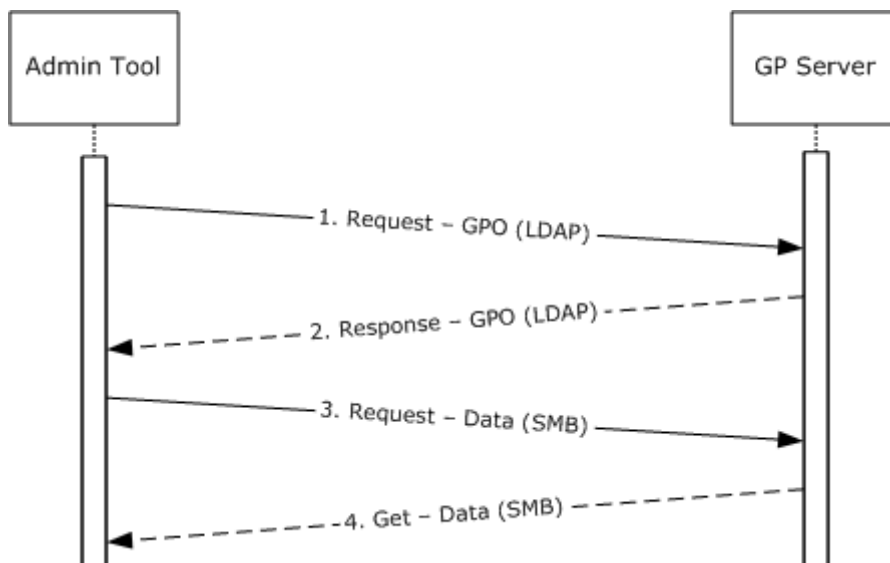 Admin Tool
GP Server
1. Request – GPO (LDAP)
2. Response – GPO (LDAP)
3. Request – Data (SMB)
4. Get – Data (SMB)